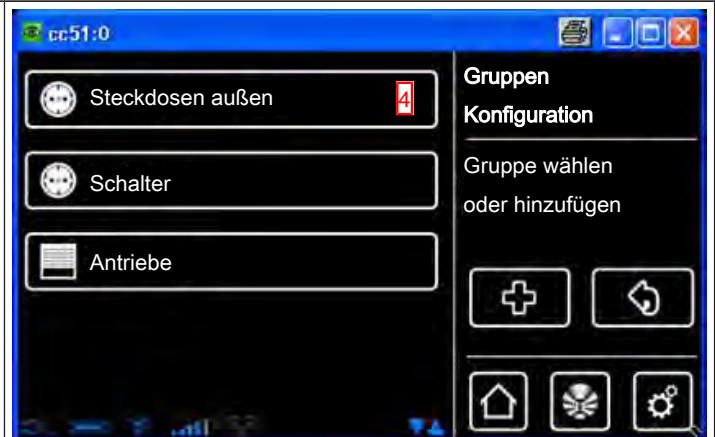 cc51:0
Steckdosen außen 4
Schalter
Antriebe
Gruppen
Konfiguration
Gruppe wählen
oder hinzufügen